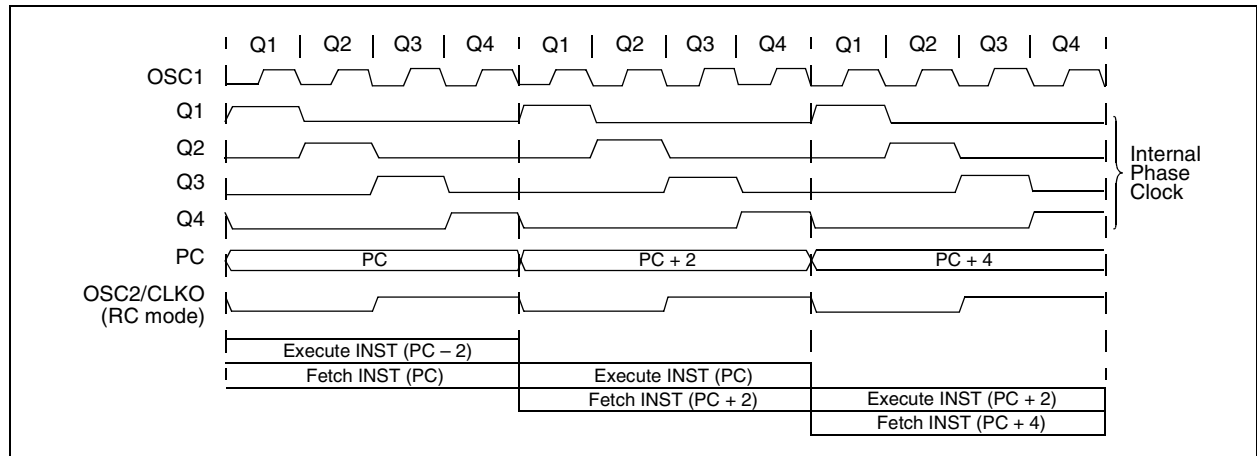 Q1 Q2 Q3 Q4 Q1 Q2 Q3 Q4 Q1 Q2 Q3 Q4
OSC1
Q1
Q2
Q3
Q4
Internal
Phase
Clock
PC PC PC + 2 PC + 4
OSC2/CLKO
(RC mode)
Execute INST (PC – 2)
Fetch INST (PC) Execute INST (PC)
Fetch INST (PC + 2) Execute INST (PC + 2)
Fetch INST (PC + 4)